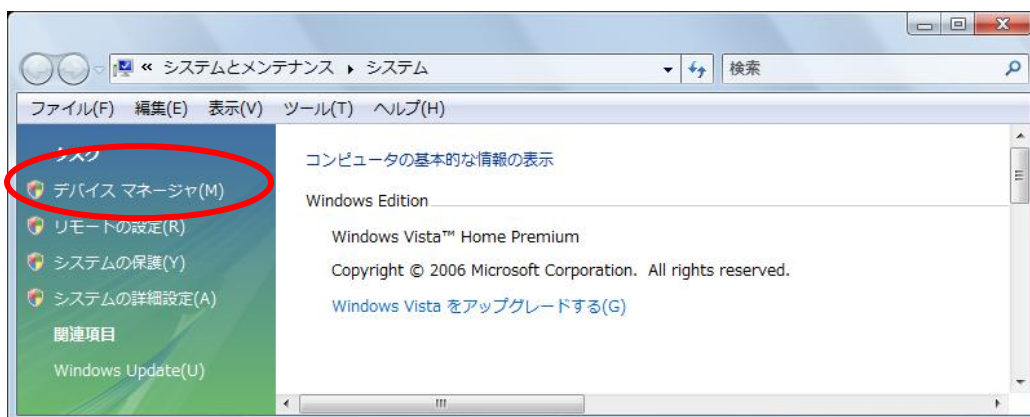 « システムとメンテナンス ▸ システム
検索
ファイル(F) 編集(E) 表示(V) ツール(T) ヘルプ(H)
タスク
デバイス マネージャ(M)
リモートの設定(R)
システムの保護(Y)
システムの詳細設定(A)
関連項目
Windows Update(U)
コンピュータの基本的な情報の表示
Windows Edition
Windows Vista™ Home Premium
Copyright © 2006 Microsoft Corporation. All rights reserved.
Windows Vista をアップグレードする(G)